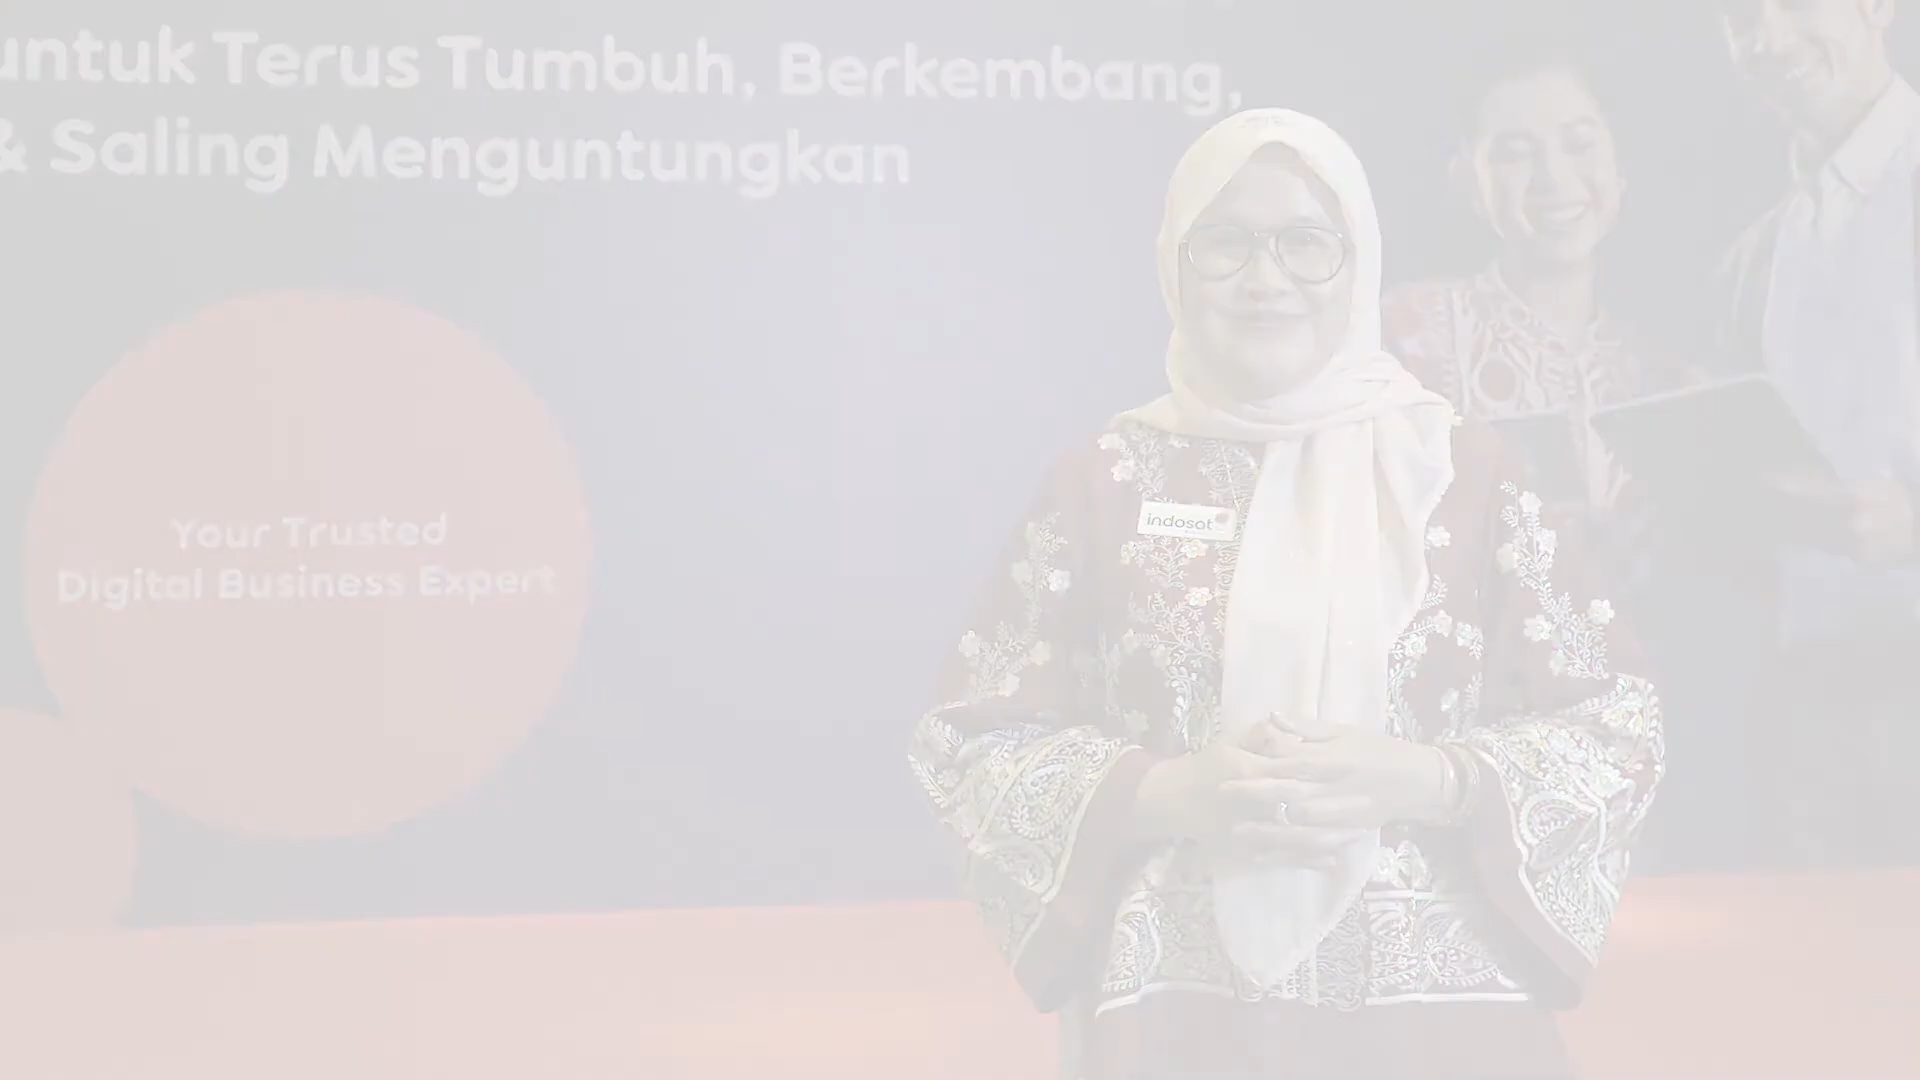 untuk Terus Tumbuh, Berkembang,
& Saling Menguntungkan
Your Trusted
Digital Business Expert
indosat